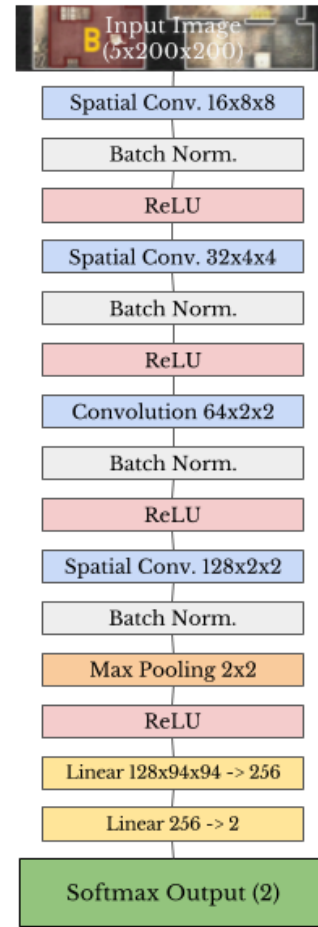 B
Input Image
(5x200x200)
Spatial Conv. 16x8x8
Batch Norm.
ReLU
Spatial Conv. 32x4x4
Batch Norm.
ReLU
Convolution 64x2x2
Batch Norm.
ReLU
Spatial Conv. 128x2x2
Batch Norm.
Max Pooling 2x2
ReLU
Linear 128x94x94 -> 256
Linear 256 -> 2
Softmax Output (2)